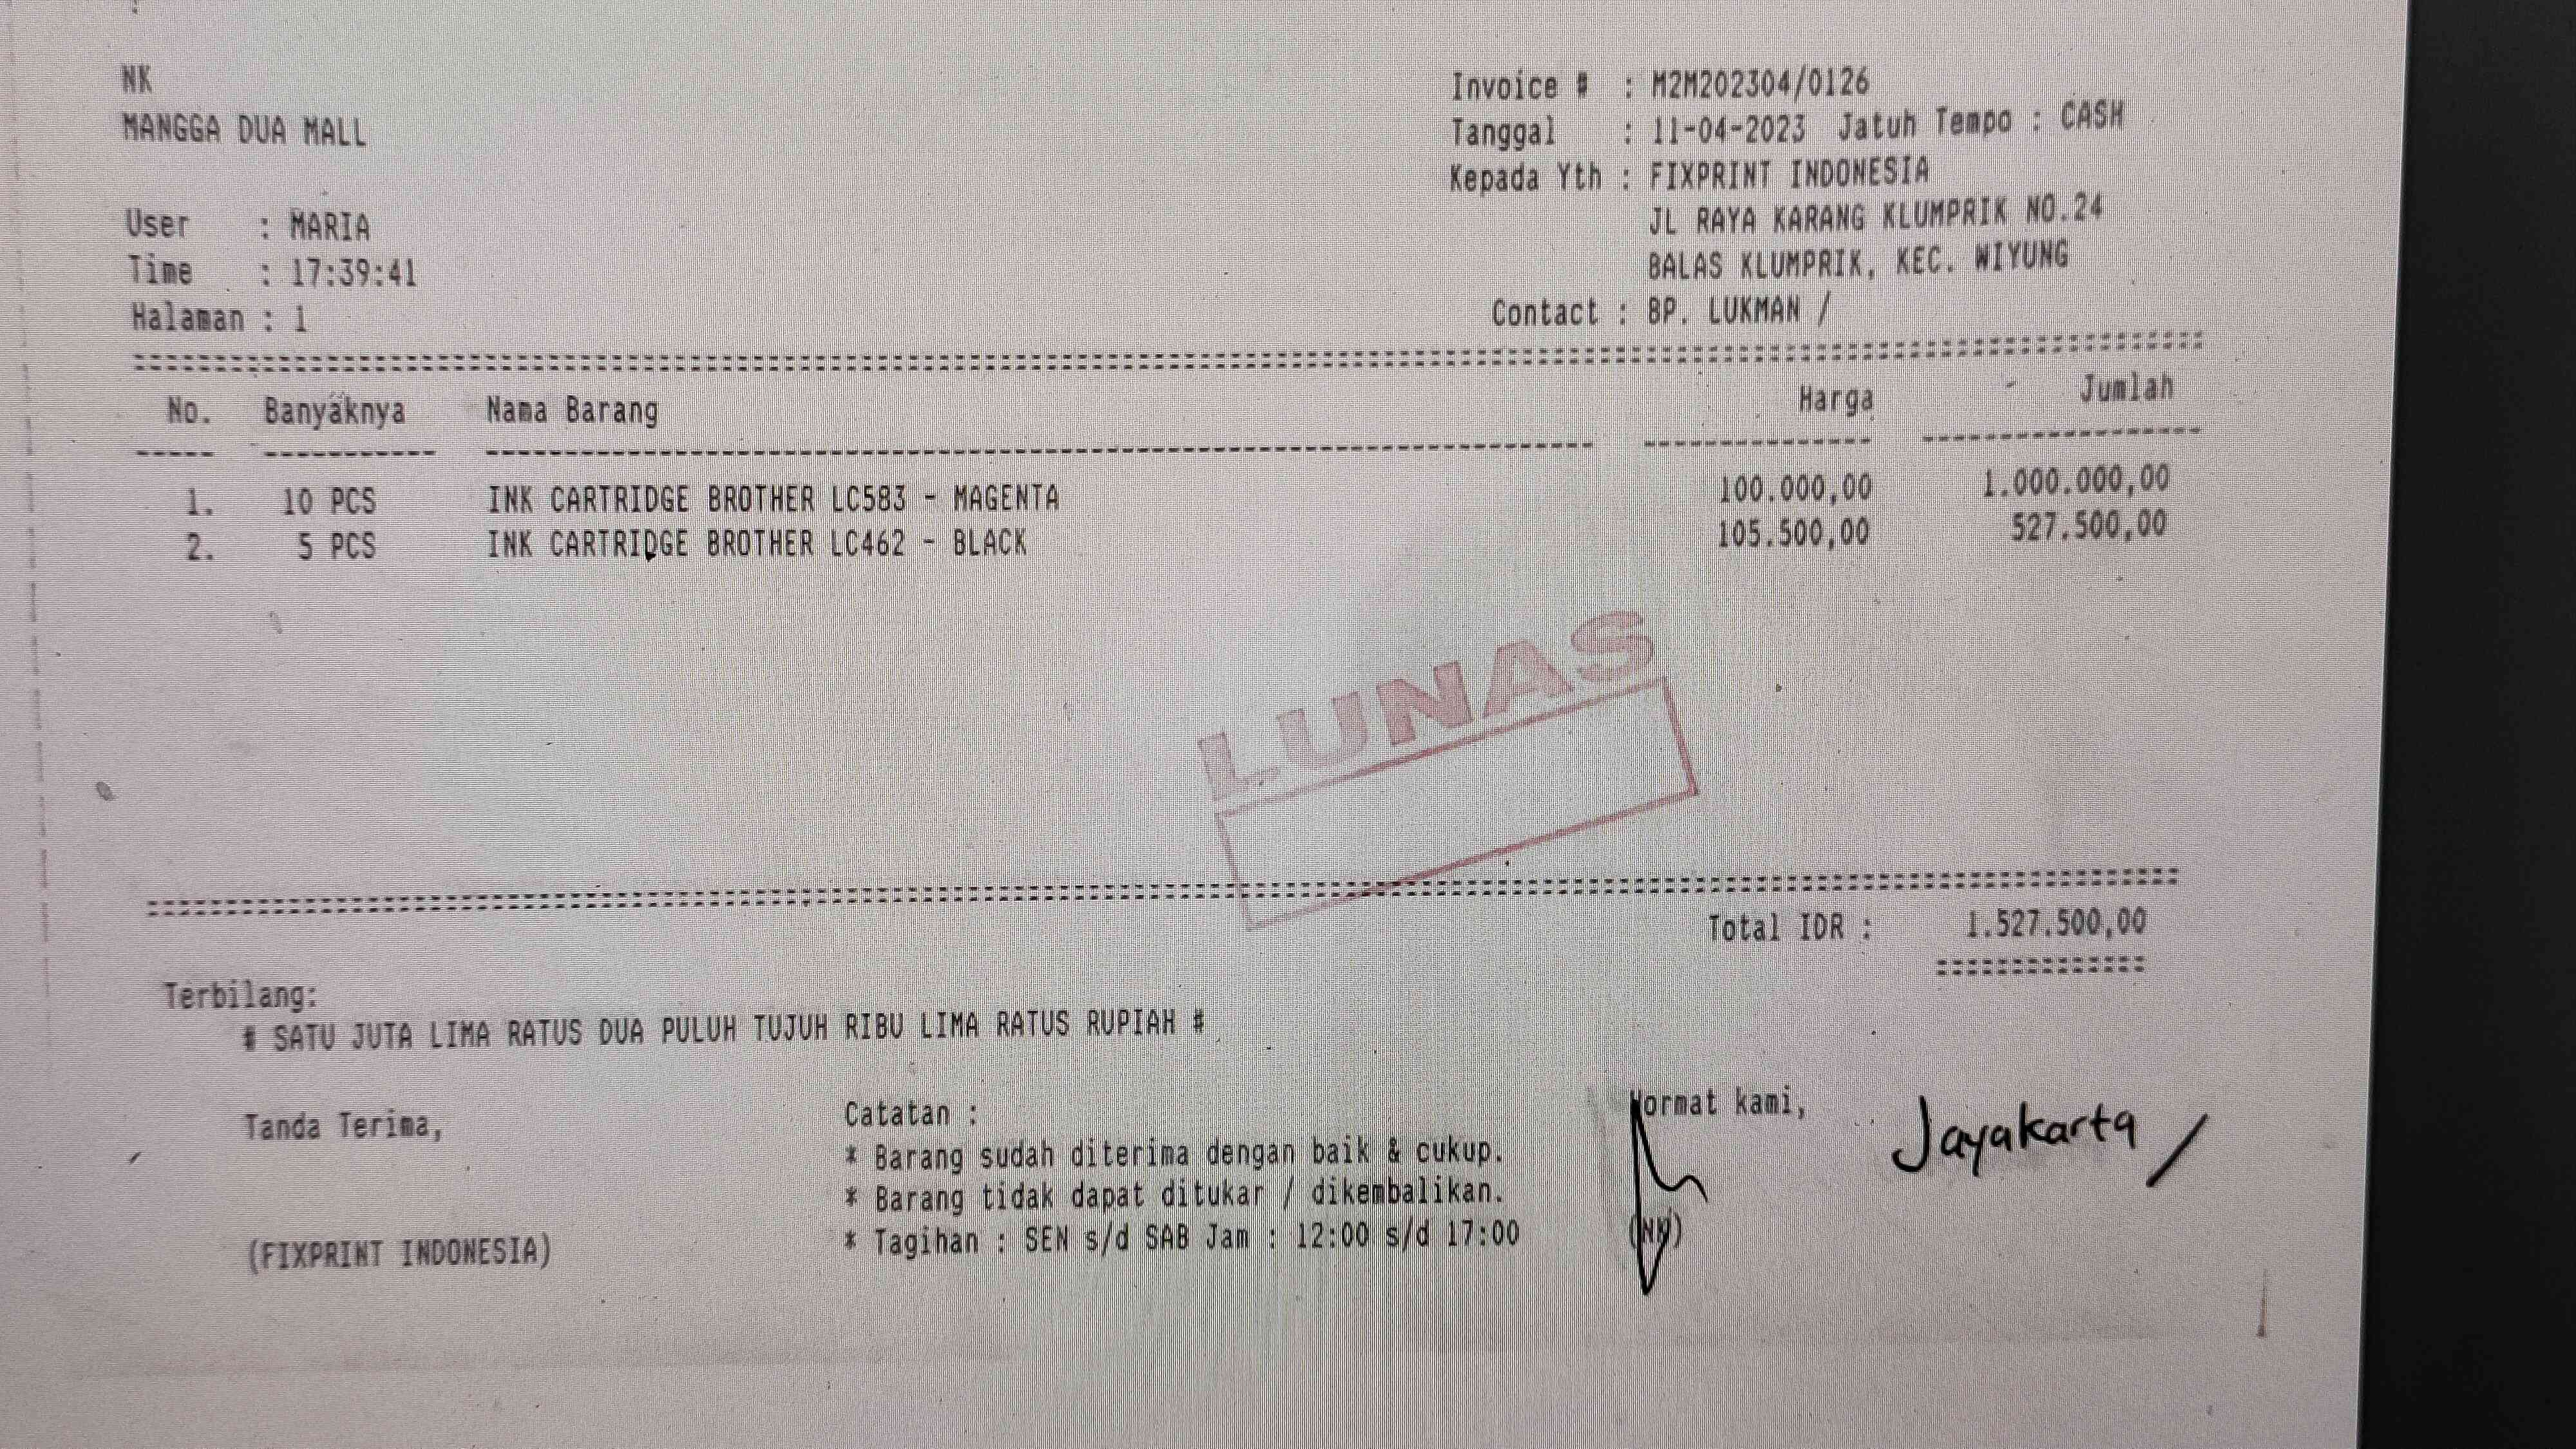 NK
MANGGA DUA MALL
User : MARIA
Time : 17:39:41
Halaman : 1
Invoice # : M2M202304/0126
Tanggal : 11-04-2023 Jatuh Tempo : CASH
Kepada Yth : FIXPRINT INDONESIA
JL RAYA KARANG KLUMPRIK NO.24
BALAS KLUMPRIK, KEC. WIYUNG
Contact : BP. LUKMAN /
No. Banyaknya Nama Barang Harga Jumlah
1. 10 PCS INK CARTRIDGE BROTHER LC583 - MAGENTA 100.000,00 1.000.000,00
2. 5 PCS INK CARTRIDGE BROTHER LC462 - BLACK 105.500,00 527.500,00
LUNAS
Total IDR : 1.527.500,00
Terbilang:
# SATU JUTA LIMA RATUS DUA PULUH TUJUH RIBU LIMA RATUS RUPIAH #
Tanda Terima,
(FIXPRINT INDONESIA)
Catatan :
* Barang sudah diterima dengan baik & cukup.
* Barang tidak dapat ditukar / dikembalikan.
* Tagihan : SEN s/d SAB Jam : 12:00 s/d 17:00
Hormat kami,
(NK)
Jayakarta /